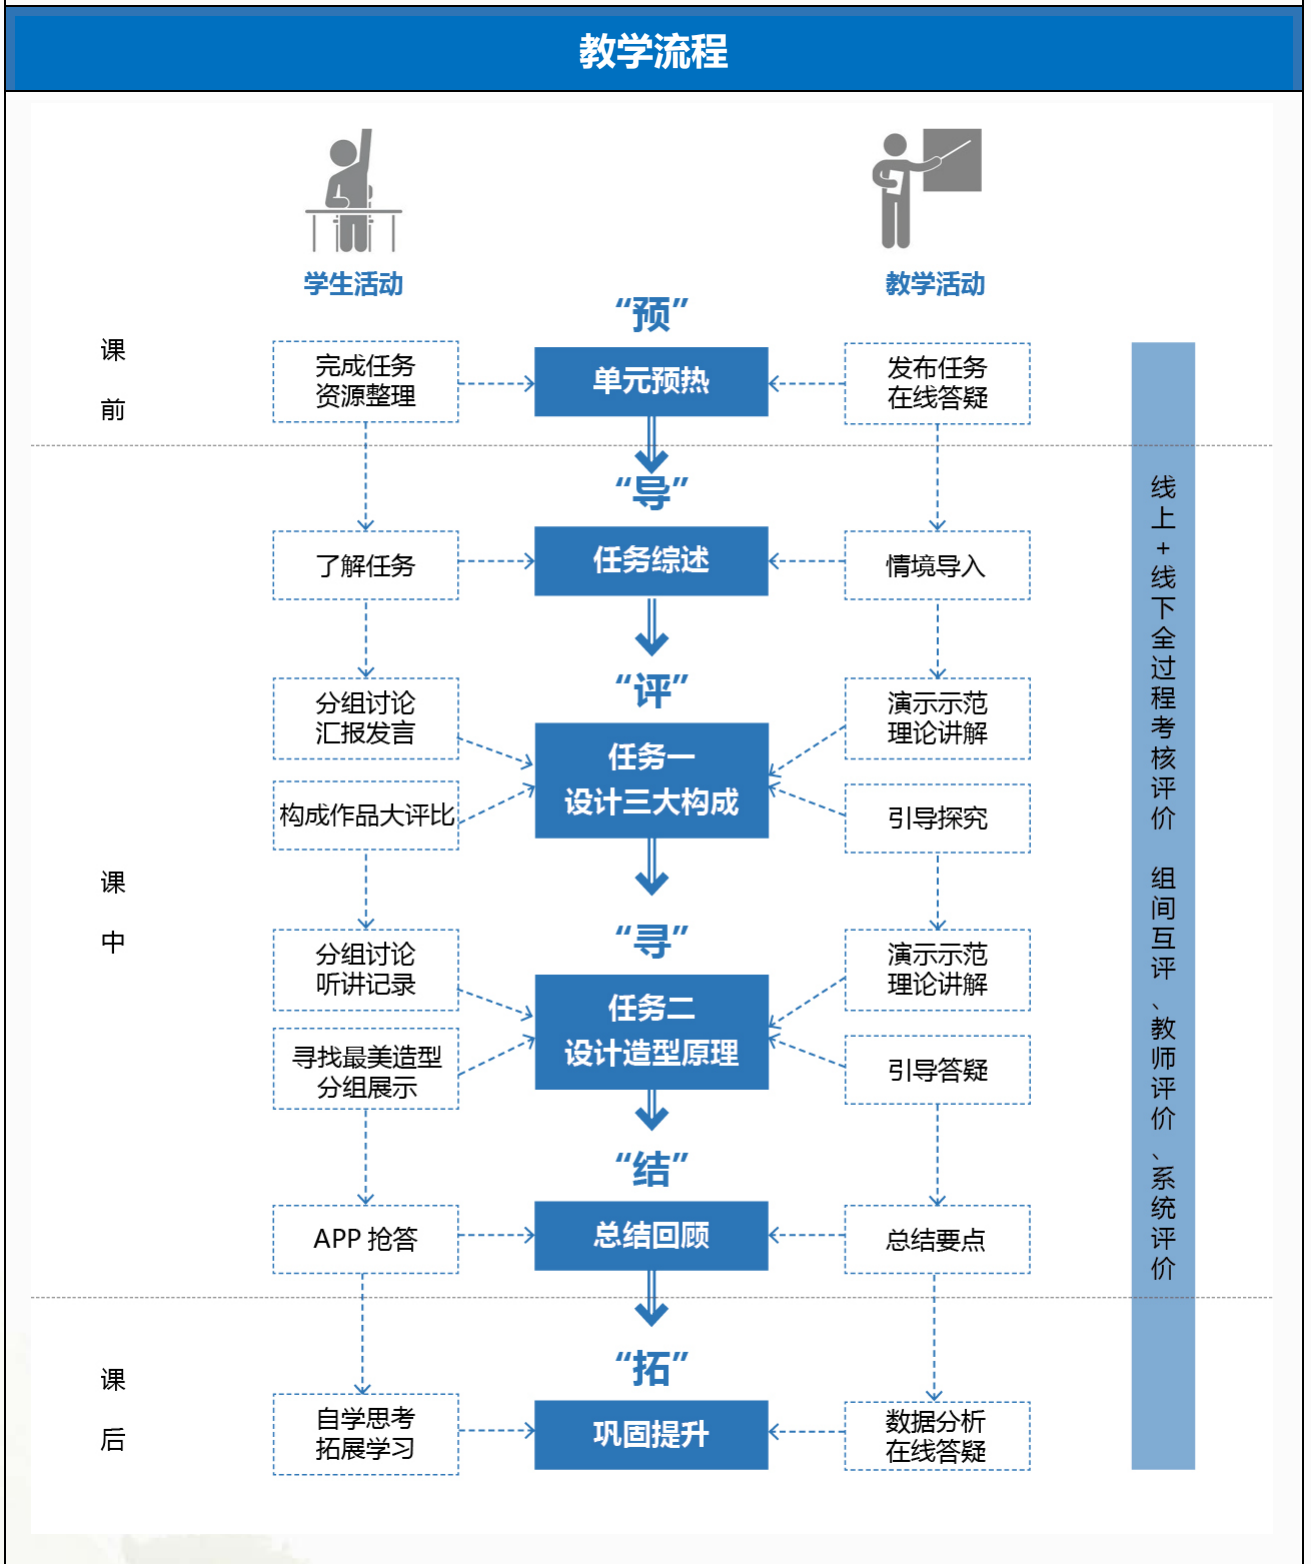 教学流程
学生活动
教学活动
“预”
课
前
完成任务
资源整理
单元预热
发布任务
在线答疑
“导”
了解任务
任务综述
情境导入
“评”
分组讨论
汇报发言
任务一
设计三大构成
演示示范
理论讲解
构成作品大评比
引导探究
课
中
“寻”
分组讨论
听讲记录
任务二
设计造型原理
演示示范
理论讲解
寻找最美造型
分组展示
引导答疑
“结”
APP 抢答
总结回顾
总结要点
“拓”
课
后
自学思考
拓展学习
巩固提升
数据分析
在线答疑
线上+线下全过程考核评价 组间互评、教师评价、系统评价